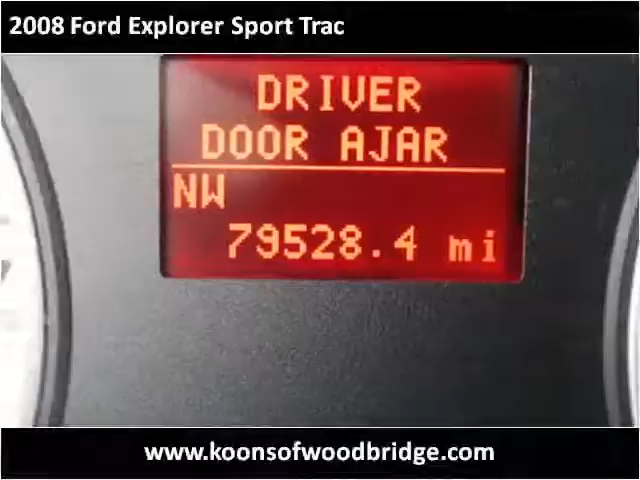 2008 Ford Explorer Sport Trac
DRIVER
DOOR AJAR
NW
79528.4 mi
www.koonsofwoodbridge.com